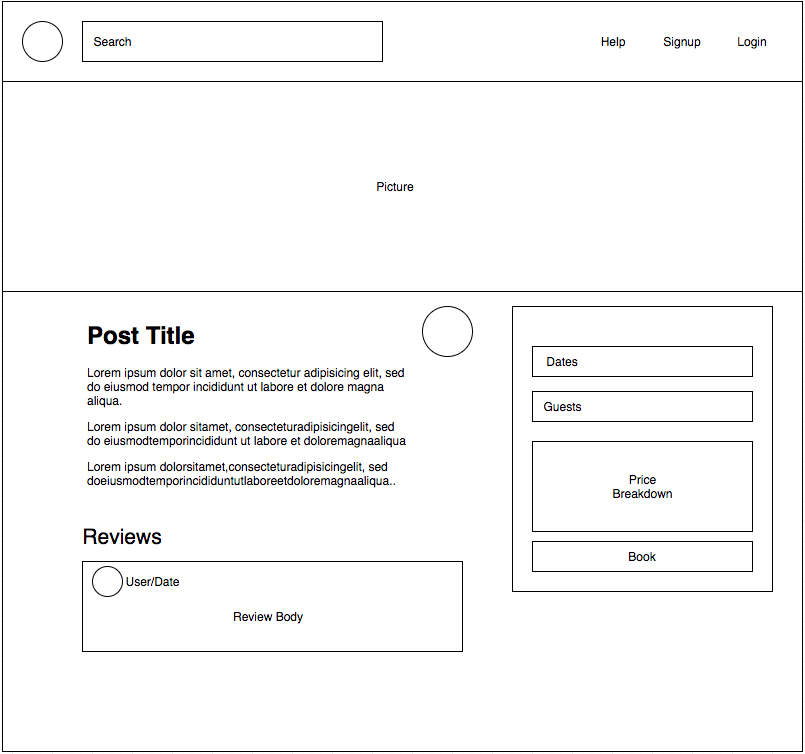 Search
Help
Signup
Login
Picture
Post Title
Lorem ipsum dolor sit amet, consectetur adipisicing elit, sed
do eiusmod tempor incididunt ut labore et dolore magna
aliqua.
Lorem ipsum dolor sitamet, consecteturadipisicingelit, sed
do eiusmodtemporincididunt ut labore et doloremagnaaliqua
Lorem ipsum dolorsitamet,consecteturadipisicingelit, sed
doeiusmodtemporincididuntutlaboreetdoloremagnaaliqua..
Dates
Guests
Price
Breakdown
Book
Reviews
User/Date
Review Body